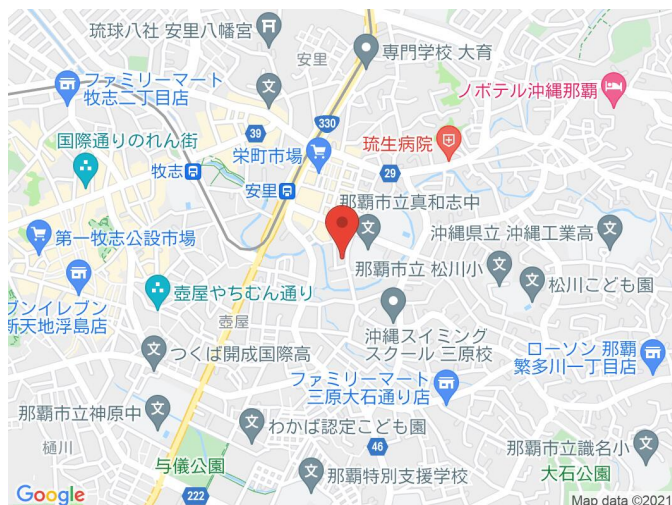 琉球八社 安里八幡宮
安里
専門学校 大育
ファミリーマート
牧志二丁目店
ノボテル沖縄那覇
39
330
琉生病院
国際通りのれん街
栄町市場
牧志
29
安里
那覇市立真和志中
第一牧志公設市場
沖縄県立 沖縄工業高
那覇市立 松川小
松川こども園
ブンイレブン
新天地浮島店
壺屋やちむん通り
壺屋
沖縄スイミング
スクール 三原校
つくば開成国際高
ローソン 那覇
繁多川一丁目店
ファミリーマート
三原大石通り店
那覇市立神原中
わかば認定こども園
樋川
与儀公園
46
那覇市立識名小
大石公園
那覇特別支援学校
222
Google
Map data ©2021